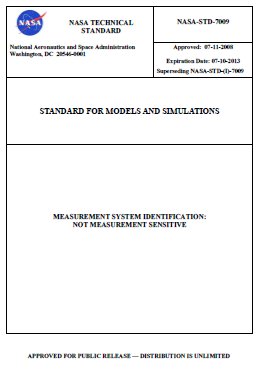 NASA
NASA TECHNICAL
STANDARD
NASA-STD-7009
National Aeronautics and Space Administration
Washington, DC 20546-0001
Approved: 07-11-2008
Expiration Date: 07-10-2013
Superseding NASA-STD-(I)-7009
STANDARD FOR MODELS AND SIMULATIONS
MEASUREMENT SYSTEM IDENTIFICATION:
NOT MEASUREMENT SENSITIVE
APPROVED FOR PUBLIC RELEASE — DISTRIBUTION IS UNLIMITED